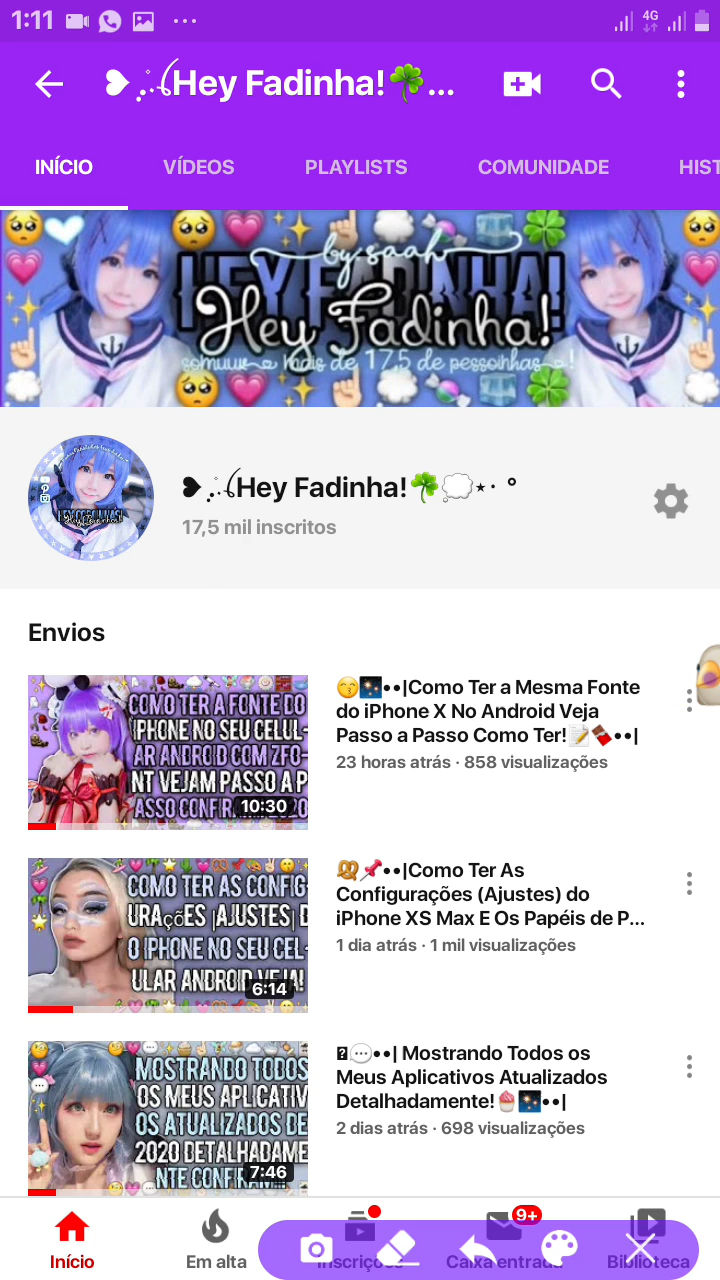 1:11
4G
❥ ⡈Hey Fadinha!☘️...
INÍCIO VÍDEOS PLAYLISTS COMUNIDADE HIST
by saah
HEY FADINHA!
Hey Fadinha!
de 17,5 de pessoinhas
❥ ⡈Hey Fadinha!☘️💭⋆· °
17,5 mil inscritos
Envios
COMO TER A FONTE DO
IPHONE NO SEU CELUL-
AR ANDROID COM ZFO-
NT VEJAM PASSO A P
ASSO CONFIR
10:30
😚🎇••|Como Ter a Mesma Fonte
do iPhone X No Android Veja
Passo a Passo Como Ter!📝🍫••|
23 horas atrás · 858 visualizações
COMO TER AS CONFIG-
URAÇÕES |AJUSTES| D
O IPHONE NO SEU CEL-
ULAR ANDROID VEJA!
6:14
🥨📌••|Como Ter As
Configurações (Ajustes) do
iPhone XS Max E Os Papéis de P...
1 dia atrás · 1 mil visualizações
MOSTRANDO TODOS
OS MEUS APLICATIV
OS ATUALIZADOS DE
2020 DETALHADAME
NTE CONFIRAM!!!
7:46
💬••| Mostrando Todos os
Meus Aplicativos Atualizados
Detalhadamente!🧁🎇••|
2 dias atrás · 698 visualizações
9+
Início Em alta Inscrições Caixa entrada Biblioteca